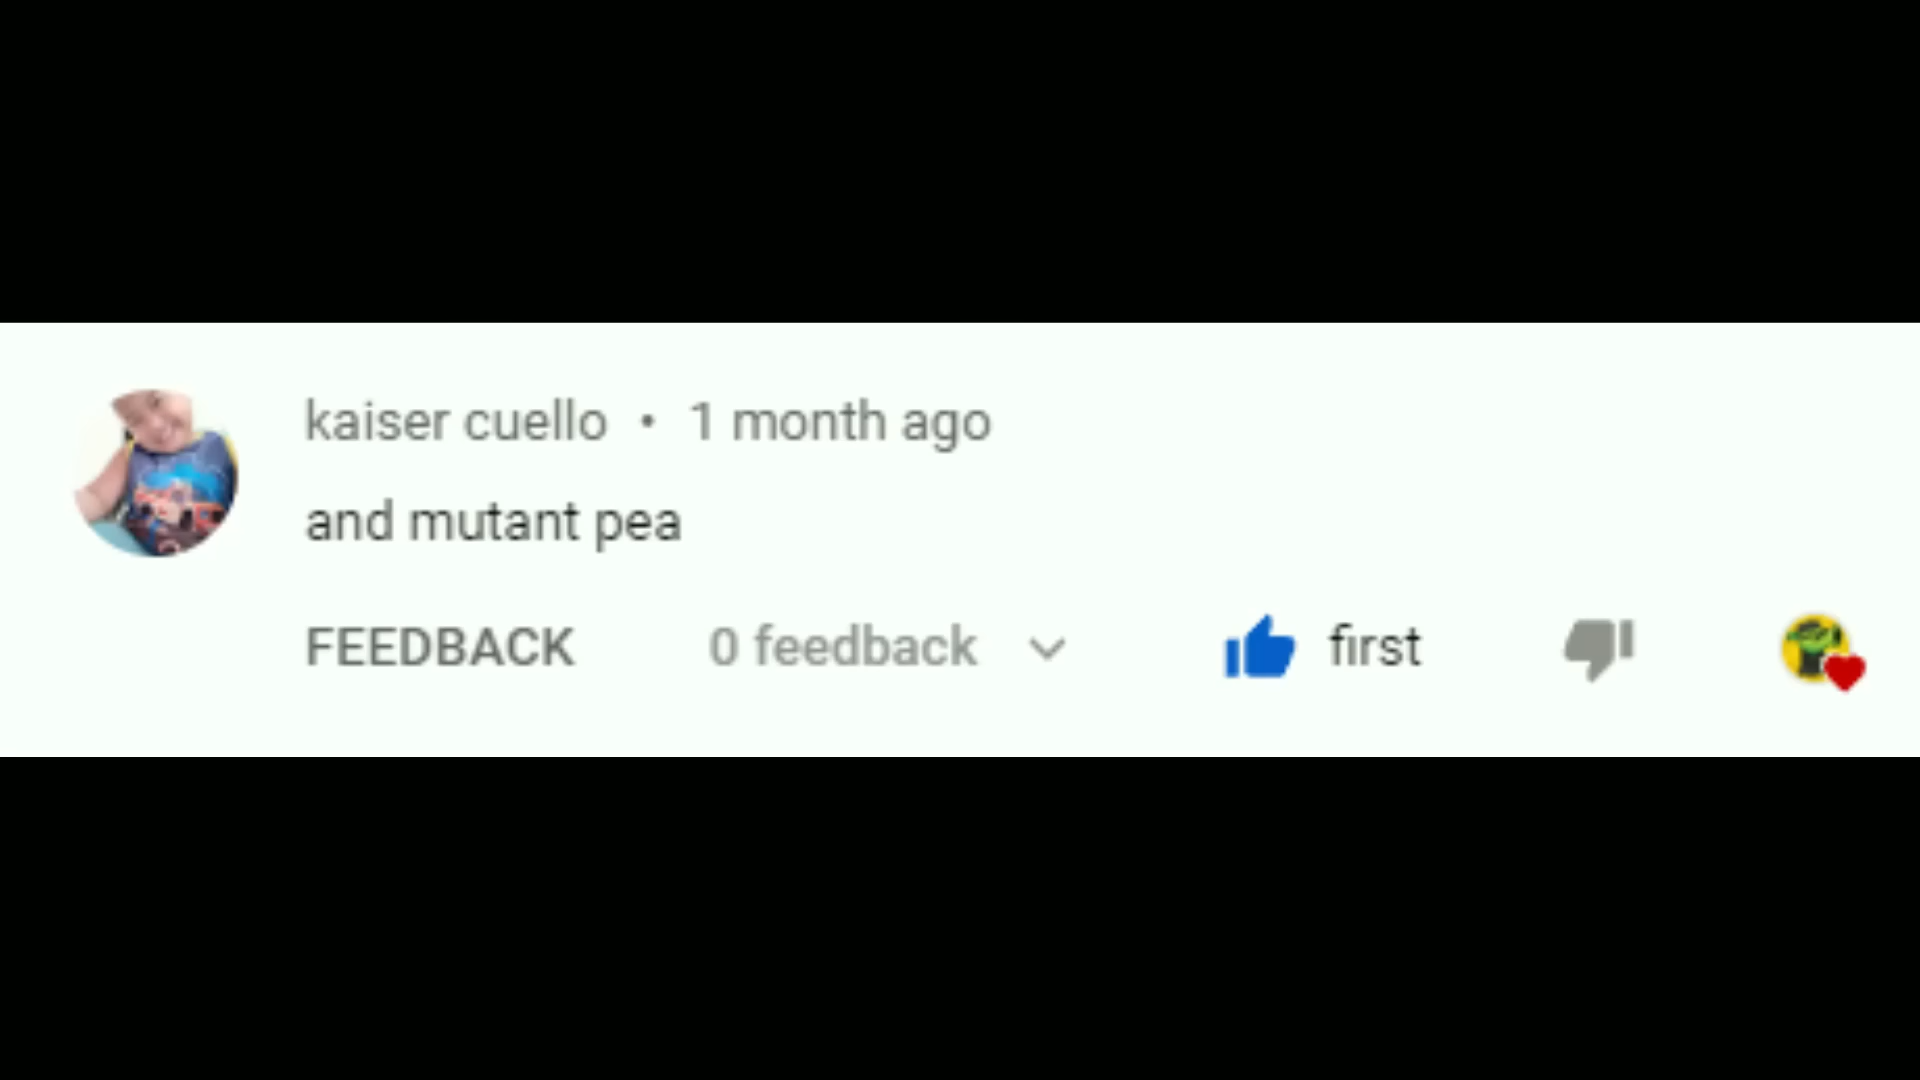 kaiser cuello • 1 month ago
and mutant pea
FEEDBACK 0 feedback first